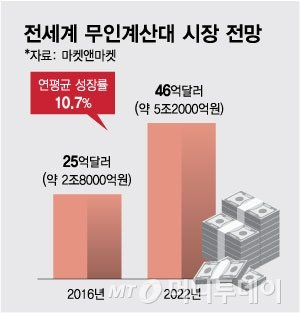 전세계 무인계산대 시장 전망
*자료: 마켓앤마켓
연평균 성장률
10.7%
46억달러
(약 5조2000억원)
25억달러
(약 2조8000억원)
2016년
2022년
MT 머니투데이